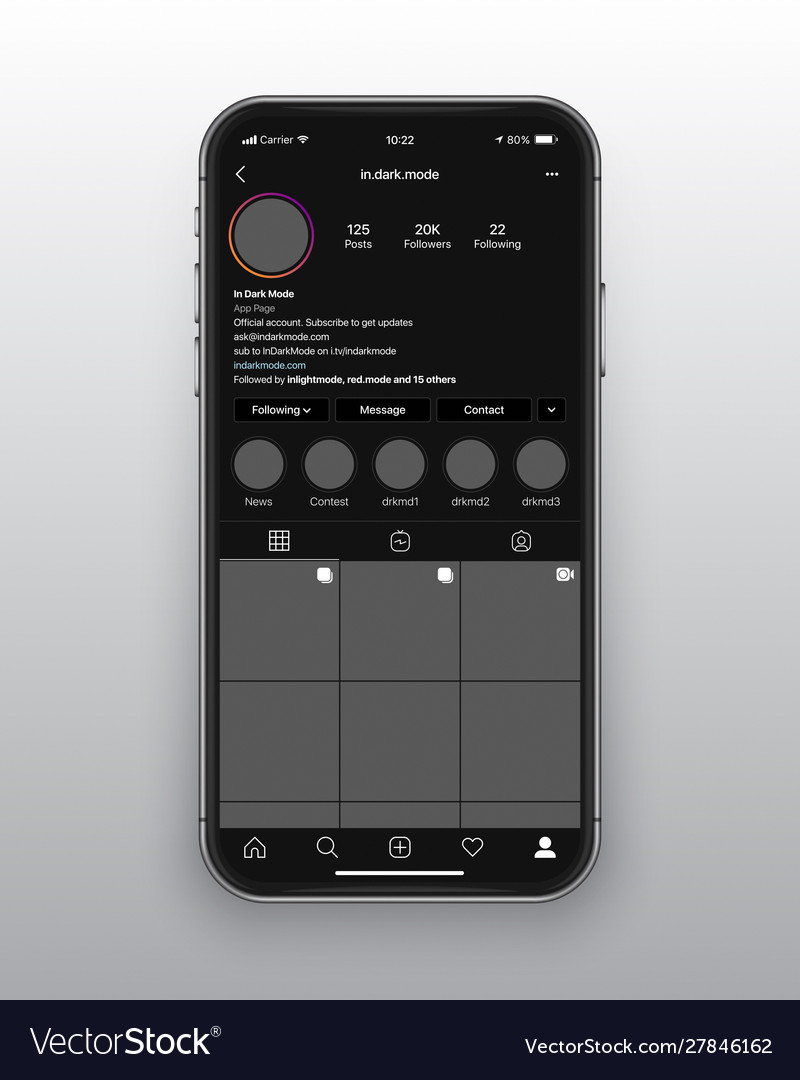 Carrier 10:22 80%
in.dark.mode
125 20K 22
Posts Followers Following
In Dark Mode
App Page
Official account. Subscribe to get updates
ask@indarkmode.com
sub to InDarkMode on i.tv/indarkmode
indarkmode.com
Followed by inlightmode, red.mode and 15 others
Following Message Contact
News Contest drkmd1 drkmd2 drkmd3
VectorStock® VectorStock.com/27846162